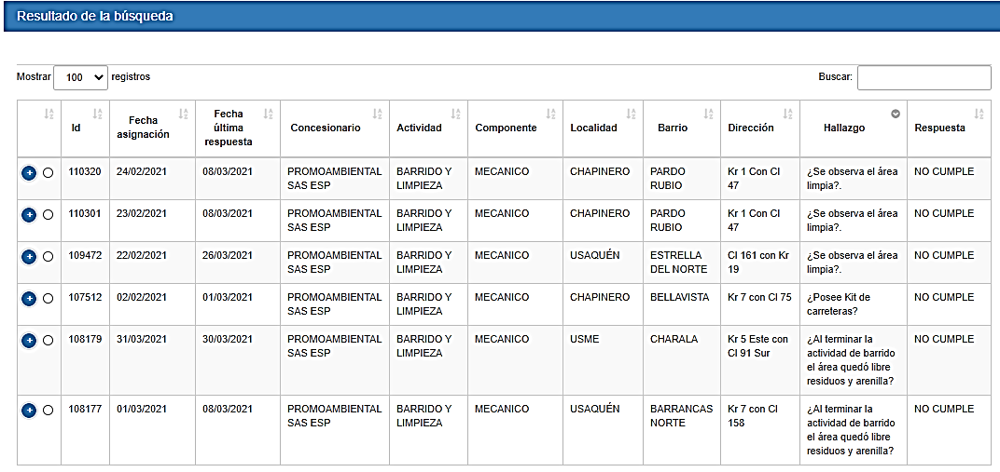 Resultado de la búsqueda
Mostrar 100 registros Buscar:
Id Fecha asignación Fecha última respuesta Concesionario Actividad Componente Localidad Barrio Dirección Hallazgo Respuesta
110320 24/02/2021 08/03/2021 PROMOAMBIENTAL BARRIDO Y MECANICO CHAPINERO PARDO Kr 1 Con Cl ¿Se observa el área NO CUMPLE
SAS ESP LIMPIEZA RUBIO 47 limpia?.
110301 23/02/2021 08/03/2021 PROMOAMBIENTAL BARRIDO Y MECANICO CHAPINERO PARDO Kr 1 Con Cl ¿Se observa el área NO CUMPLE
SAS ESP LIMPIEZA RUBIO 47 limpia?.
109472 22/02/2021 26/03/2021 PROMOAMBIENTAL BARRIDO Y MECANICO USAQUÉN ESTRELLA Cl 161 con Kr ¿Se observa el área NO CUMPLE
SAS ESP LIMPIEZA DEL NORTE 19 limpia?.
107512 02/02/2021 01/03/2021 PROMOAMBIENTAL BARRIDO Y MECANICO CHAPINERO BELLAVISTA Kr 7 con Cl 75 ¿Posee Kit de NO CUMPLE
SAS ESP LIMPIEZA carreteras?
108179 31/03/2021 30/03/2021 PROMOAMBIENTAL BARRIDO Y MECANICO USME CHARALA Kr 5 Este con ¿Al terminar la NO CUMPLE
SAS ESP LIMPIEZA Cl 91 Sur actividad de barrido
el área quedó libre
residuos y arenilla?
108177 01/03/2021 08/03/2021 PROMOAMBIENTAL BARRIDO Y MECANICO USAQUÉN BARRANCAS Kr 7 con Cl ¿Al terminar la NO CUMPLE
SAS ESP LIMPIEZA NORTE 158 actividad de barrido
el área quedó libre
residuos y arenilla?